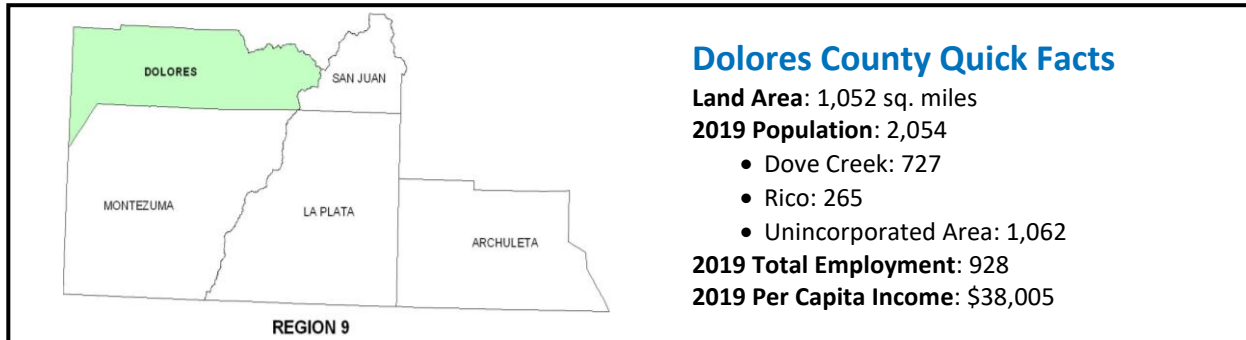 DOLORES
SAN JUAN
MONTEZUMA
LA PLATA
ARCHULETA
REGION 9
Dolores County Quick Facts
Land Area: 1,052 sq. miles
2019 Population: 2,054
• Dove Creek: 727
• Rico: 265
• Unincorporated Area: 1,062
2019 Total Employment: 928
2019 Per Capita Income: $38,005